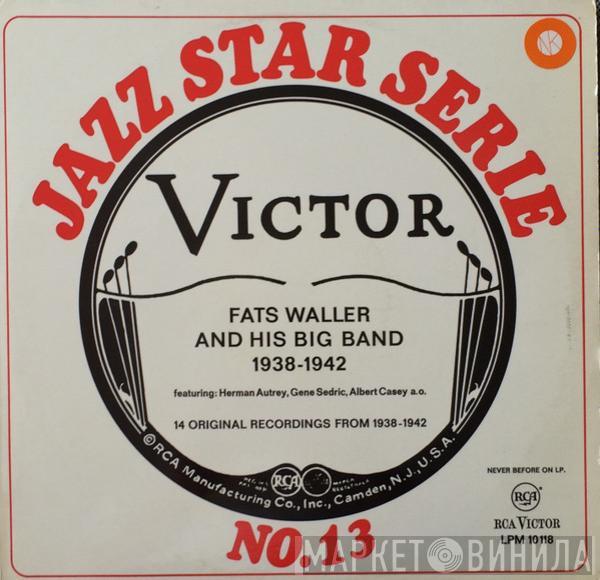 JAZZ STAR SERIE
NK
VICTOR
FATS WALLER
AND HIS BIG BAND
1938-1942
featuring: Herman Autrey, Gene Sedric, Albert Casey a.o.
14 ORIGINAL RECORDINGS FROM 1938-1942
©RCA Manufacturing Co., Inc., Camden, N.J., U.S.A.
RCA
NO. 13
NEVER BEFORE ON LP.
RCA
RCA VICTOR
LPM 10118
МАРКЕТ ВИНИЛА